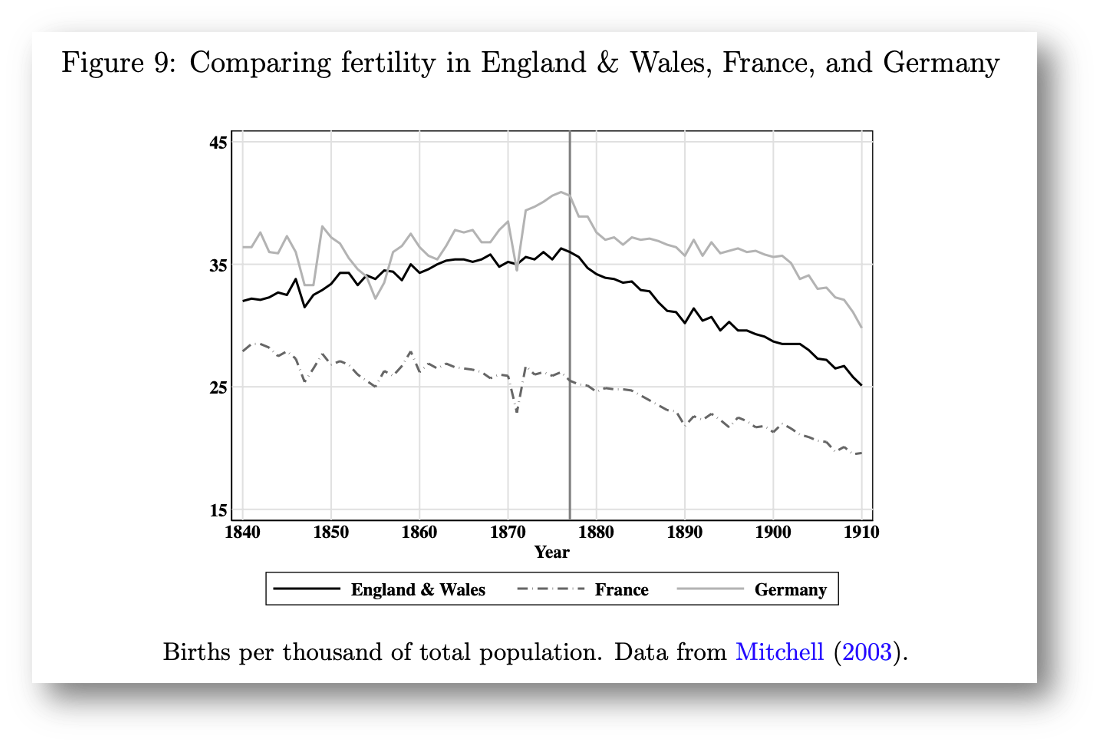 Figure 9: Comparing fertility in England & Wales, France, and Germany
45
35
25
15
1840 1850 1860 1870 1880 1890 1900 1910
Year
England & Wales France Germany
Births per thousand of total population. Data from Mitchell (2003).